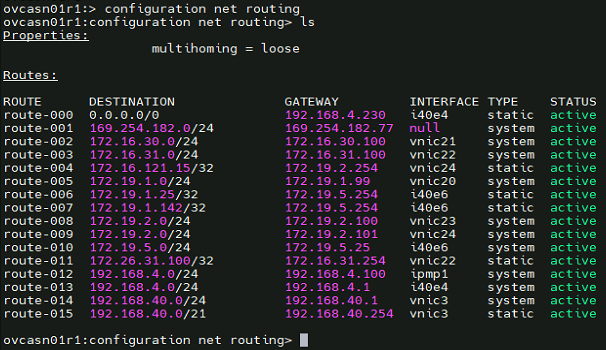 ovcasn01r1:> configuration net routing
ovcasn01r1:configuration net routing> ls
Properties:
multihoming = loose
Routes:
ROUTE DESTINATION GATEWAY INTERFACE TYPE STATUS
route-000 0.0.0.0/0 192.168.4.230 i40e4 static active
route-001 169.254.182.0/24 169.254.182.77 null system active
route-002 172.16.30.0/24 172.16.30.100 vnic21 system active
route-003 172.16.31.0/24 172.16.31.100 vnic22 system active
route-004 172.16.121.15/32 172.19.2.254 vnic24 static active
route-005 172.19.1.0/24 172.19.1.99 vnic20 system active
route-006 172.19.1.25/32 172.19.5.254 i40e6 static active
route-007 172.19.1.142/32 172.19.5.254 i40e6 static active
route-008 172.19.2.0/24 172.19.2.100 vnic23 system active
route-009 172.19.2.0/24 172.19.2.101 vnic24 system active
route-010 172.19.5.0/24 172.19.5.25 i40e6 system active
route-011 172.26.31.100/32 172.16.31.254 vnic22 static active
route-012 192.168.4.0/24 192.168.4.100 ipmp1 system active
route-013 192.168.4.0/24 192.168.4.1 i40e4 system active
route-014 192.168.40.0/24 192.168.40.1 vnic3 system active
route-015 192.168.40.0/21 192.168.40.254 vnic3 static active
ovcasn01r1:configuration net routing>